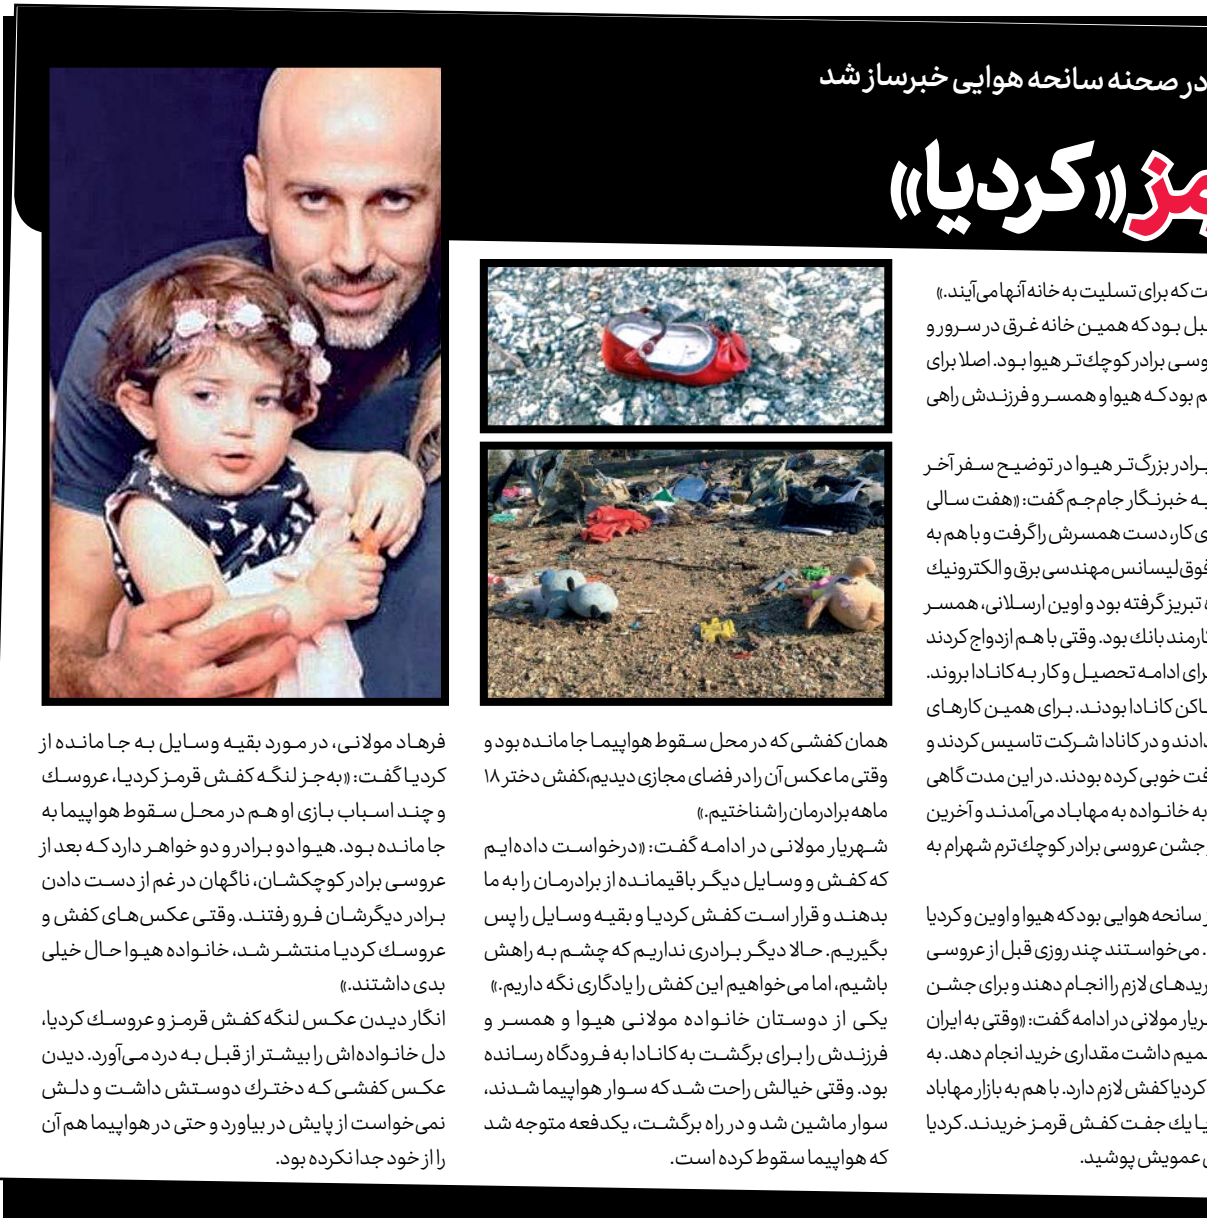 در صحنه سانحه هوایی خبرساز شد
مز «کردیا»
ت که برای تسلیت به خانه آنها می‌آیند.»
بل بود که همین خانه غرق در سرور و
وسی برادر کوچك‌تر هیوا بود. اصلا برای
م بود که هیوا و همسر و فرزندش راهی
برادر بزرگ‌تر هیوا در توضیح سفر آخر
به خبرنگار جام‌جم گفت: «هفت سالی
ی کار، دست همسرش را گرفت و با هم به
فوق‌لیسانس مهندسی برق و الکترونیك
ه تبریز گرفته بود و اوین ارسلانی، همسر
کارمند بانك بود. وقتی با هم ازدواج کردند
برای ادامه تحصیل و کار به کانادا بروند.
ساکن کانادا بودند. برای همین کارهای
دادند و در کانادا شرکت تاسیس کردند و
فت خوبی کرده بودند. در این مدت گاهی
به خانواده به مهاباد می‌آمدند و آخرین
جشن عروسی برادر کوچك‌ترم شهرام به
ز سانحه هوایی بود که هیوا و اوین و کردیا
. می‌خواستند چند روزی قبل از عروسی
ریدهای لازم را انجام دهند و برای جشن
ریار مولانی در ادامه گفت: «وقتی به ایران
میم داشت مقداری خرید انجام دهد. به
کردیا کفش لازم دارد. با هم به بازار مهاباد
یا یك جفت کفش قرمز خریدند. کردیا
ی عمویش پوشید.
همان کفشی که در محل سقوط هواپیما جا مانده بود و
وقتی ما عکس آن را در فضای مجازی دیدیم،کفش دختر ۱۸
ماهه برادرمان را شناختیم.»
شهریار مولانی در ادامه گفت: «درخواست داده‌ایم
که کفش و وسایل دیگر باقیمانده از برادرمان را به ما
بدهند و قرار است کفش کردیا و بقیه وسایل را پس
بگیریم. حالا دیگر برادری نداریم که چشم به راهش
باشیم، اما می‌خواهیم این کفش را یادگاری نگه داریم.»
یکی از دوستان خانواده مولانی هیوا و همسر و
فرزندش را برای برگشت به کانادا به فرودگاه رسانده
بود. وقتی خیالش راحت شد که سوار هواپیما شدند،
سوار ماشین شد و در راه برگشت، یکدفعه متوجه شد
که هواپیما سقوط کرده است.
فرهاد مولانی، در مورد بقیه وسایل به جا مانده از
کردیا گفت: «به‌جز لنگه کفش قرمز کردیا، عروسك
و چند اسباب بازی او هم در محل سقوط هواپیما به
جا مانده بود. هیوا دو برادر و دو خواهر دارد که بعد از
عروسی برادر کوچکشان، ناگهان در غم از دست دادن
برادر دیگرشان فرو رفتند. وقتی عکس‌های کفش و
عروسك کردیا منتشر شد، خانواده هیوا حال خیلی
بدی داشتند.»
انگار دیدن عکس لنگه کفش قرمز و عروسك کردیا،
دل خانواده‌اش را بیشتر از قبل به درد می‌آورد. دیدن
عکس کفشی که دخترك دوستش داشت و دلش
نمی‌خواست از پایش در بیاورد و حتی در هواپیما هم آن
را از خود جدا نکرده بود.